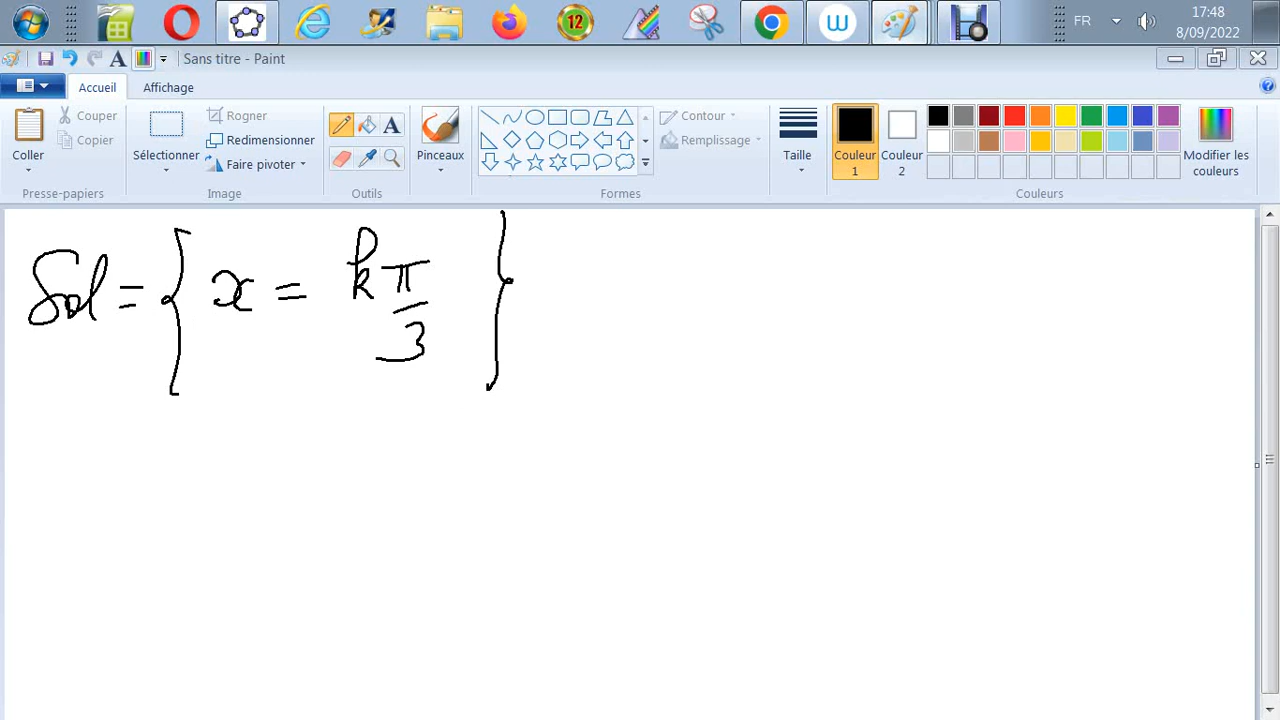 12
W
FR
17:48
8/09/2022
Sans titre - Paint
Accueil
Affichage
Coller
Couper
Copier
Presse-papiers
Sélectionner
Rogner
Redimensionner
Faire pivoter
Image
A
Outils
Pinceaux
Contour
Remplissage
Formes
Taille
Couleur 1
Couleur 2
Modifier les couleurs
Couleurs
Sol = { x = kπ/3 }